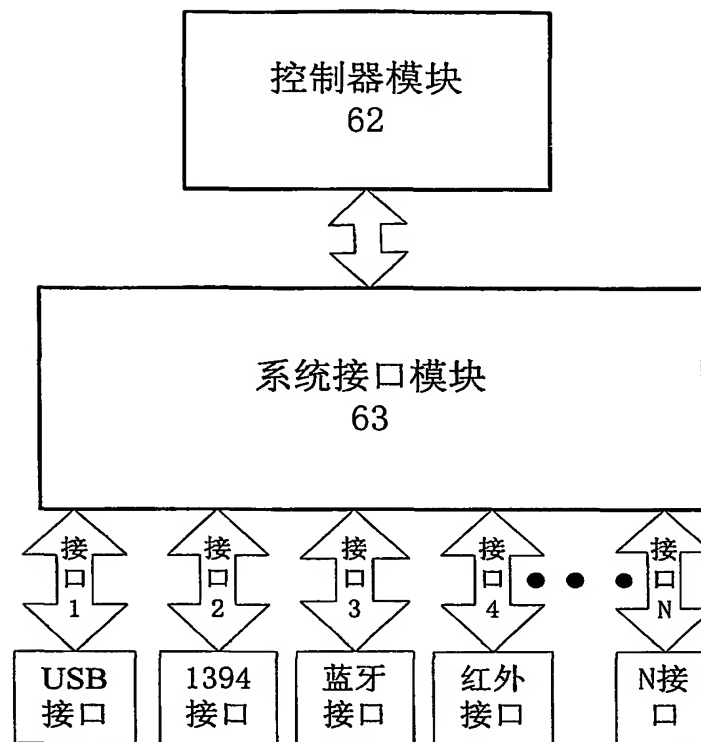 控制器模块
62
系统接口模块
63
接口1
接口2
接口3
接口4
接口N
USB
接口
1394
接口
蓝牙
接口
红外
接口
N接
口